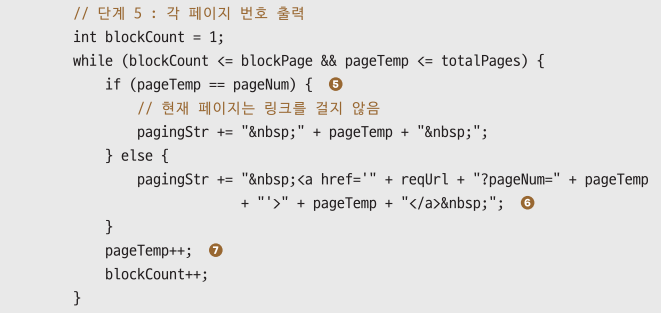 // 단계 5 : 각 페이지 번호 출력
int blockCount = 1;
while (blockCount <= blockPage && pageTemp <= totalPages) {
    if (pageTemp == pageNum) { ❺
        // 현재 페이지는 링크를 걸지 않음
        pagingStr += "&nbsp;" + pageTemp + "&nbsp;";
    } else {
        pagingStr += "&nbsp;<a href='" + reqUrl + "?pageNum=" + pageTemp
                     + "'>" + pageTemp + "</a>&nbsp;"; ❻
    }
    pageTemp++; ❼
    blockCount++;
}